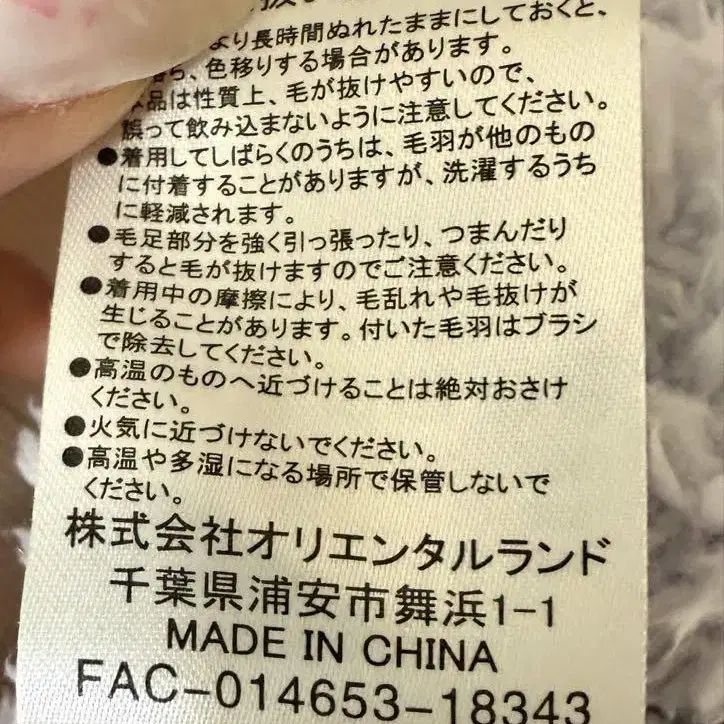 より長時間ぬれたままにしておくと、
色移りする場合があります。
品は性質上、毛が抜けやすいので、
誤って飲み込まないように注意してください。
●着用してしばらくのうちは、毛羽が他のもの
に付着することがありますが、洗濯するうち
に軽減されます。
●毛足部分を強く引っ張ったり、つまんだり
すると毛が抜けますのでご注意ください。
●着用中の摩擦により、毛乱れや毛抜けが
生じることがあります。付いた毛羽はブラシ
で除去してください。
●高温のものへ近づけることは絶対おさけ
ください。
●火気に近づけないでください。
●高温や多湿になる場所で保管しないで
ください。
株式会社オリエンタルランド
千葉県浦安市舞浜1-1
MADE IN CHINA
FAC-014653-18343